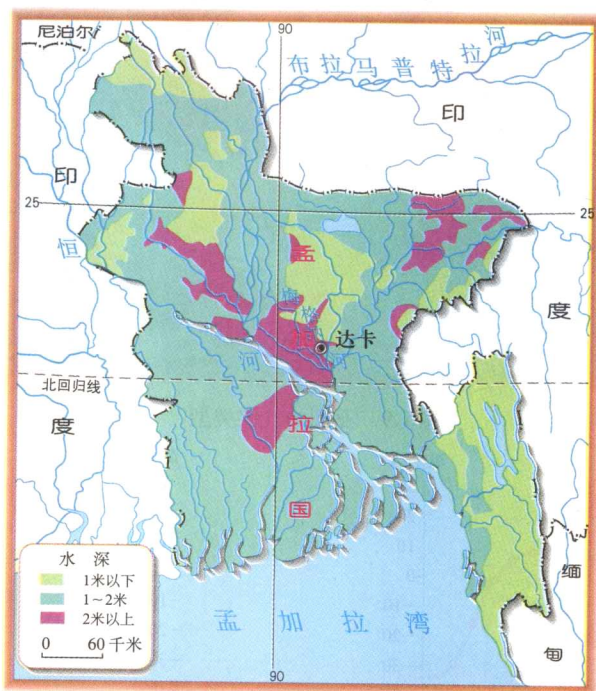 90
尼泊尔
布拉马普特拉河
印
印
25
25
恒
孟
度
达卡
河
河
北回归线
度
拉
国
水 深
1米以下
1~2米
2米以上
0 60千米
孟加拉湾
缅
甸
90